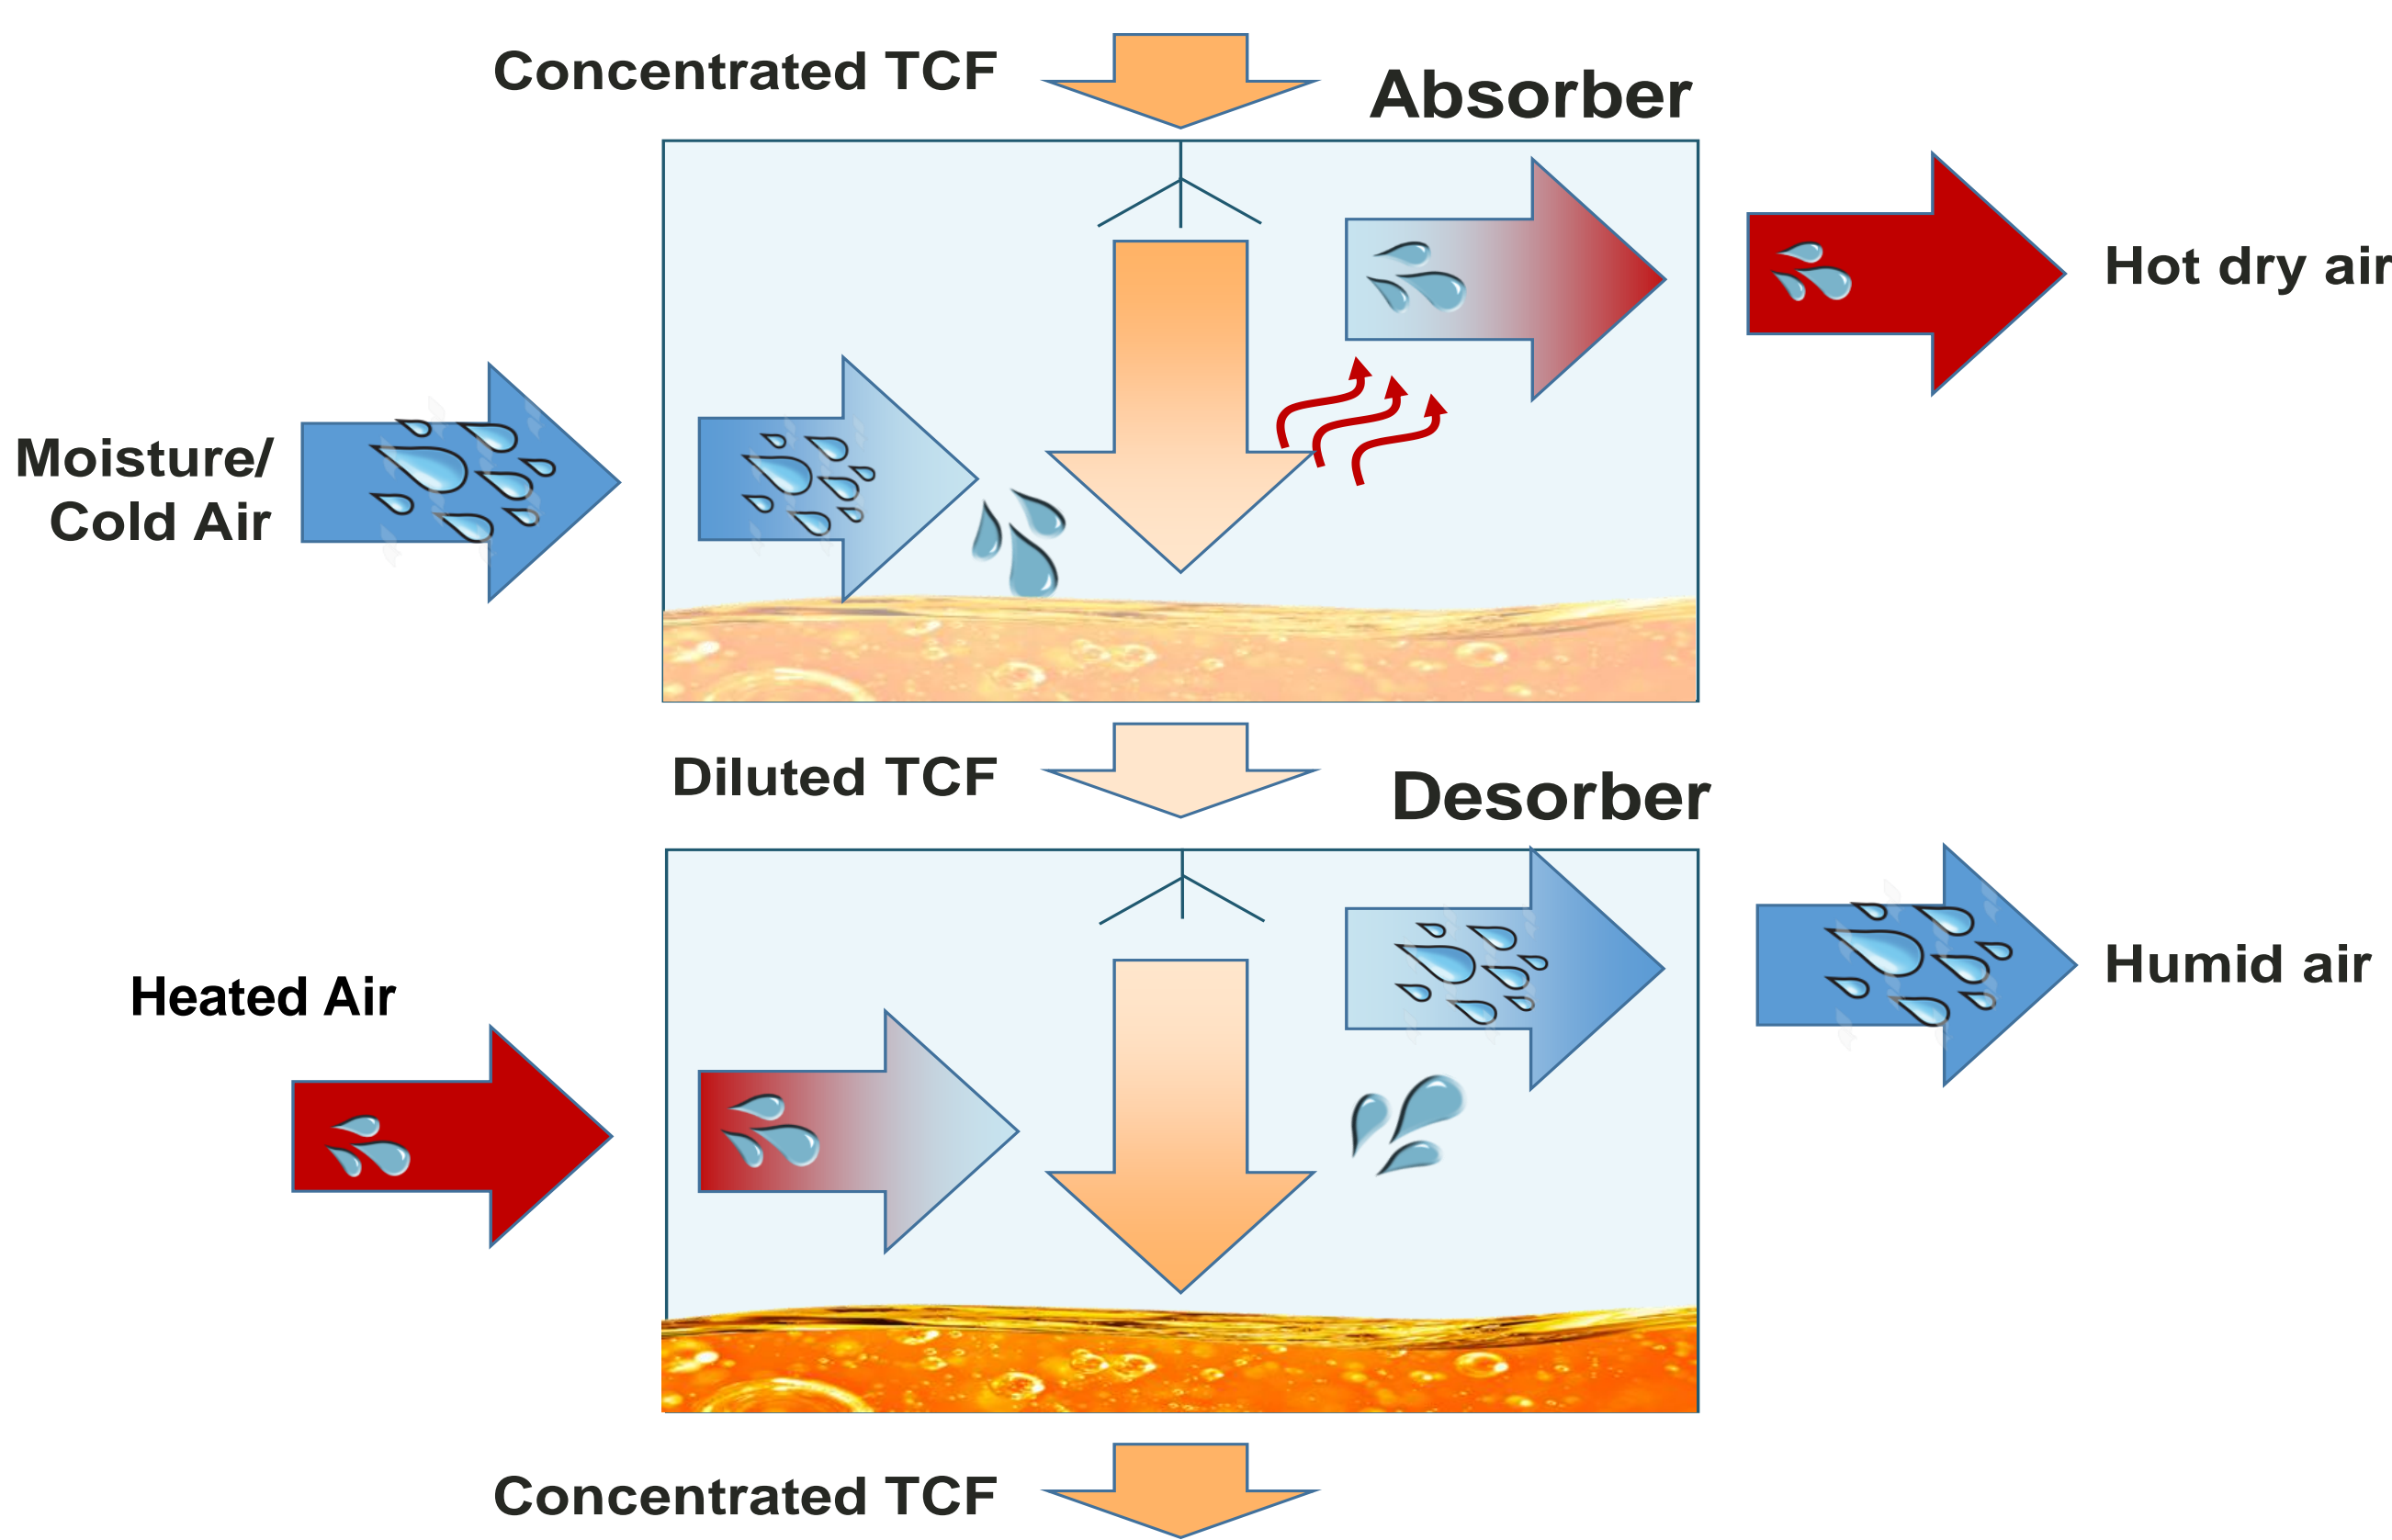 Concentrated TCF
Absorber
Hot dry air
Moisture/
Cold Air
Diluted TCF
Desorber
Humid air
Heated Air
Concentrated TCF